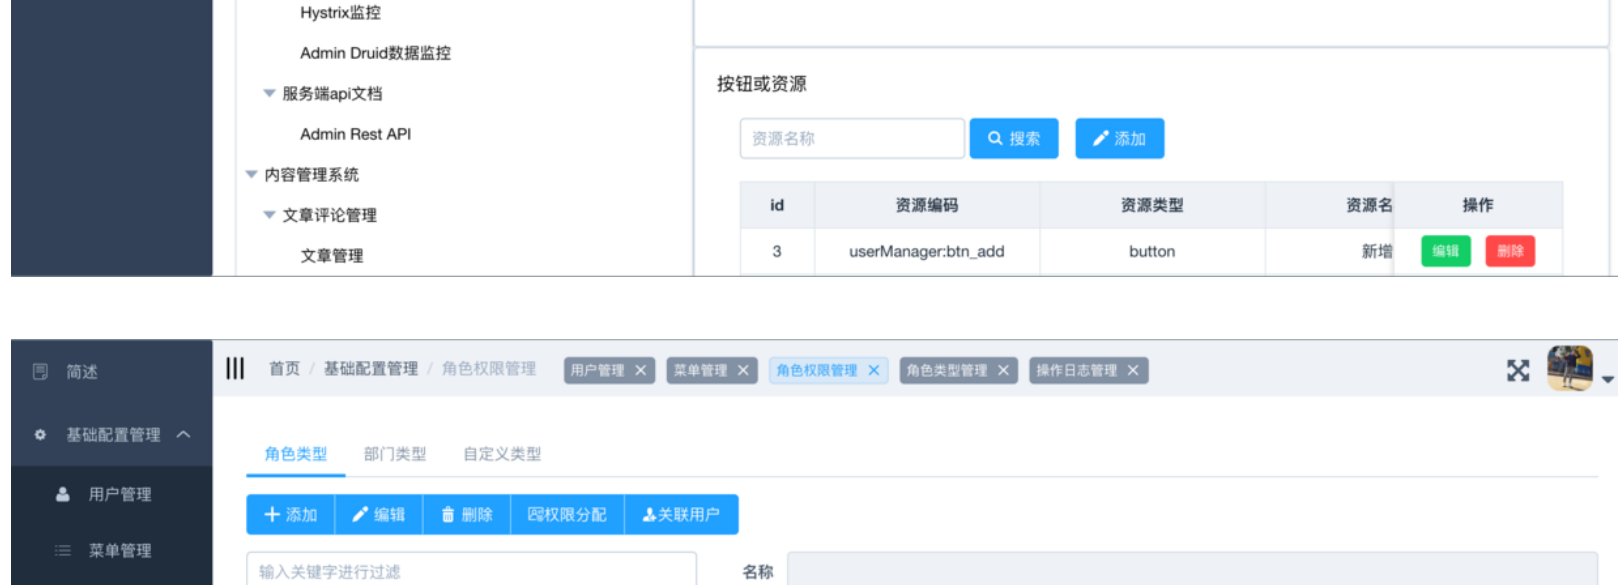 Hystrix监控
Admin Druid数据监控
服务端api文档
Admin Rest API
内容管理系统
文章评论管理
文章管理
按钮或资源
资源名称 搜索 添加
id 资源编码 资源类型 资源名 操作
3 userManager:btn_add button 新增 编辑 删除
简述
基础配置管理
用户管理
菜单管理
首页 / 基础配置管理 / 角色权限管理 用户管理 菜单管理 角色权限管理 角色类型管理 操作日志管理
角色类型 部门类型 自定义类型
添加 编辑 删除 权限分配 关联用户
输入关键字进行过滤 名称